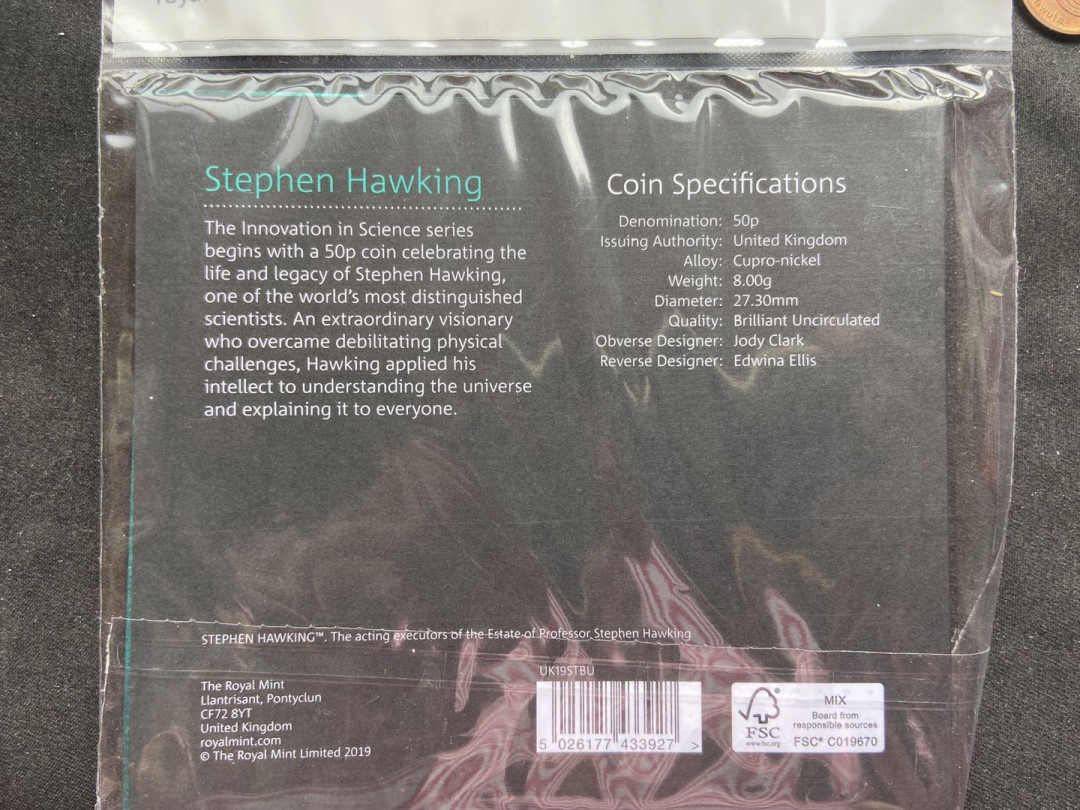 Stephen Hawking
The Innovation in Science series
begins with a 50p coin celebrating the
life and legacy of Stephen Hawking,
one of the world's most distinguished
scientists. An extraordinary visionary
who overcame debilitating physical
challenges, Hawking applied his
intellect to understanding the universe
and explaining it to everyone.
Coin Specifications
Denomination: 50p
Issuing Authority: United Kingdom
Alloy: Cupro-nickel
Weight: 8.00g
Diameter: 27.30mm
Quality: Brilliant Uncirculated
Obverse Designer: Jody Clark
Reverse Designer: Edwina Ellis
STEPHEN HAWKING™. The acting executors of the Estate of Professor Stephen Hawking
The Royal Mint
Llantrisant, Pontyclun
CF72 8YT
United Kingdom
royalmint.com
© The Royal Mint Limited 2019
UK19STBU
5 026177 433927 >
FSC
www.fsc.org
MIX
Board from
responsible sources
FSC® C019670